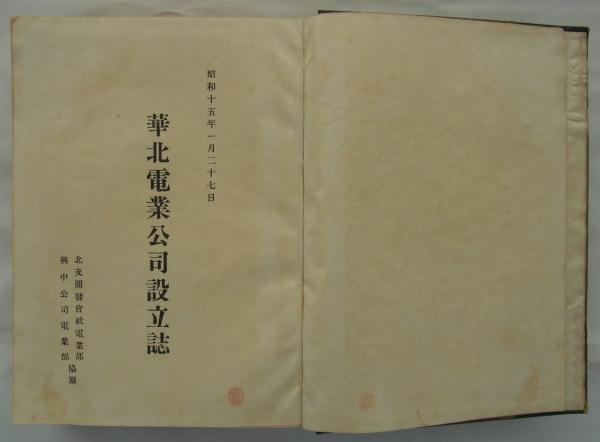 昭和十五年一月二十七日
華北電業公司設立誌
北支開發會社電業部
興中公司電業部
協纂